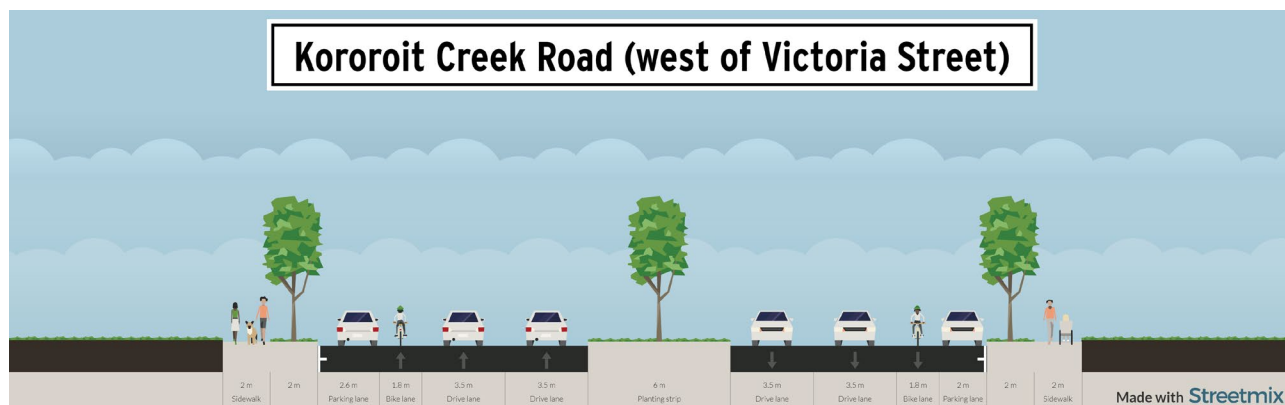 Kororoit Creek Road (west of Victoria Street)
2 m 2 m 2.6 m 1.8 m 3.5 m 3.5 m 6 m 3.5 m 3.5 m 1.8 m 2 m 2 m 2 m
Sidewalk Parking lane Bike lane Drive lane Drive lane Planting strip Drive lane Drive lane Bike lane Parking lane Sidewalk
Made with Streetmix